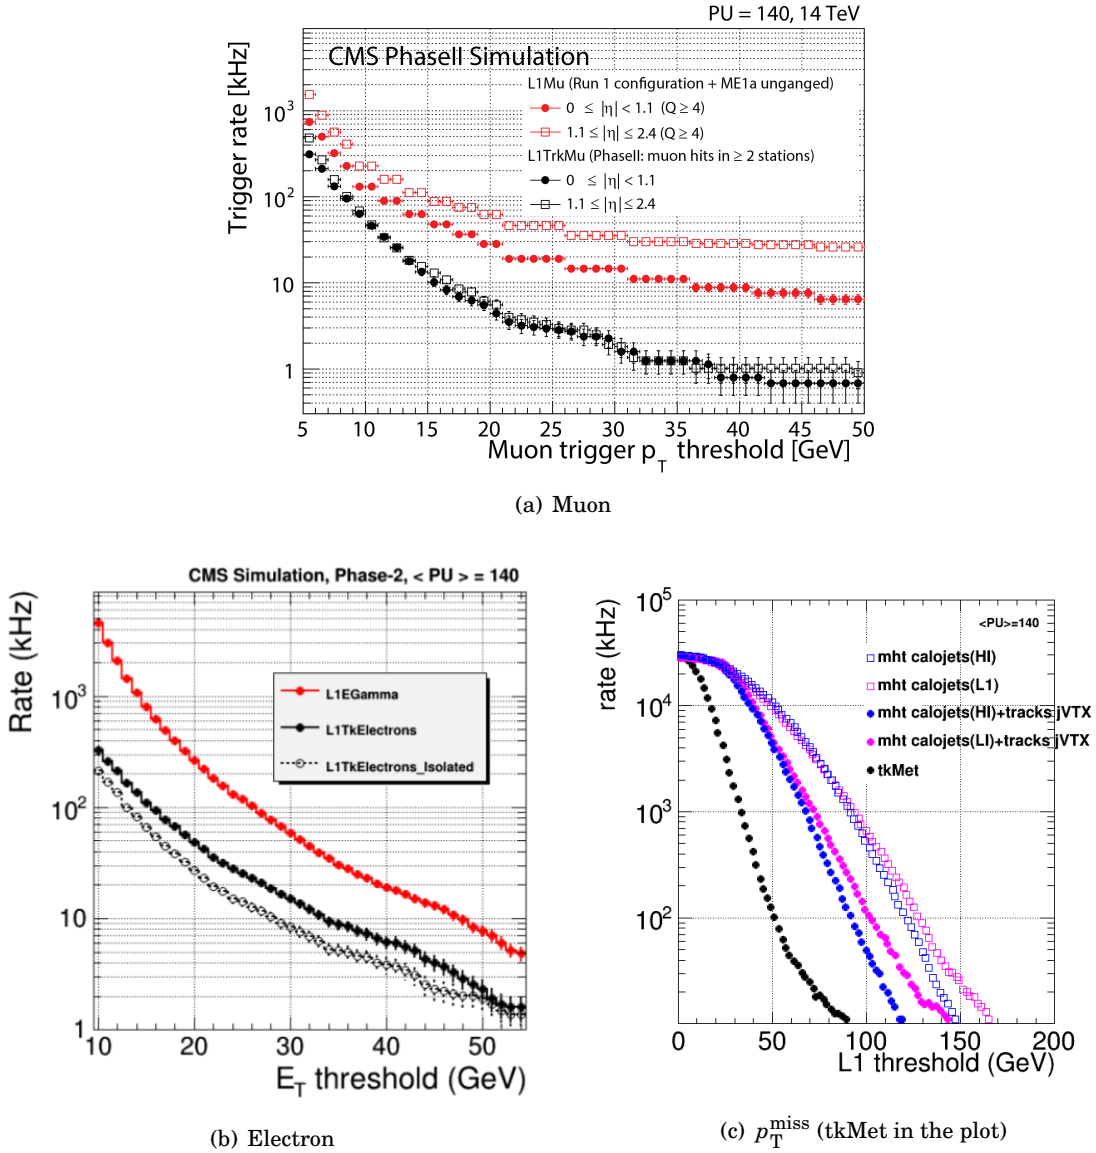 PU = 140, 14 TeV
CMS PhaseII Simulation
L1Mu (Run 1 configuration + ME1a unganged)
0 ≤ |η| < 1.1 (Q ≥ 4)
1.1 ≤ |η| ≤ 2.4 (Q ≥ 4)
L1TrkMu (PhaseII: muon hits in ≥ 2 stations)
0 ≤ |η| < 1.1
1.1 ≤ |η| ≤ 2.4
Trigger rate [kHz]
10³
10²
10
1
5 10 15 20 25 30 35 40 45 50
Muon trigger p_T threshold [GeV]
(a) Muon
CMS Simulation, Phase-2, < PU > = 140
Rate (kHz)
10³
10²
10
1
L1EGamma
L1TkElectrons
L1TkElectrons_Isolated
10 20 30 40 50
E_T threshold (GeV)
(b) Electron
rate (kHz)
10⁵
10⁴
10³
10²
<PU>=140
mht calojets(HI)
mht calojets(L1)
mht calojets(HI)+tracks jVTX
mht calojets(LI)+tracks jVTX
tkMet
0 50 100 150 200
L1 threshold (GeV)
(c) p_T^miss (tkMet in the plot)